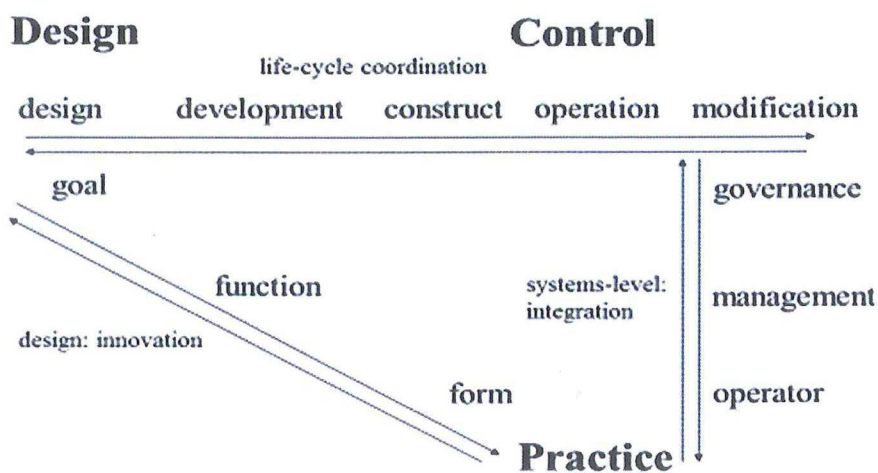 Design Control
life-cycle coordination
design development construct operation modification
goal
governance
function
systems-level:
integration
management
design: innovation
form
operator
Practice